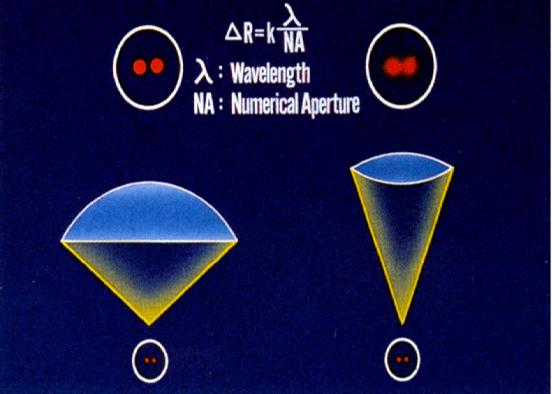 ΔR=k λ/NA
λ : Wavelength
NA : Numerical Aperture